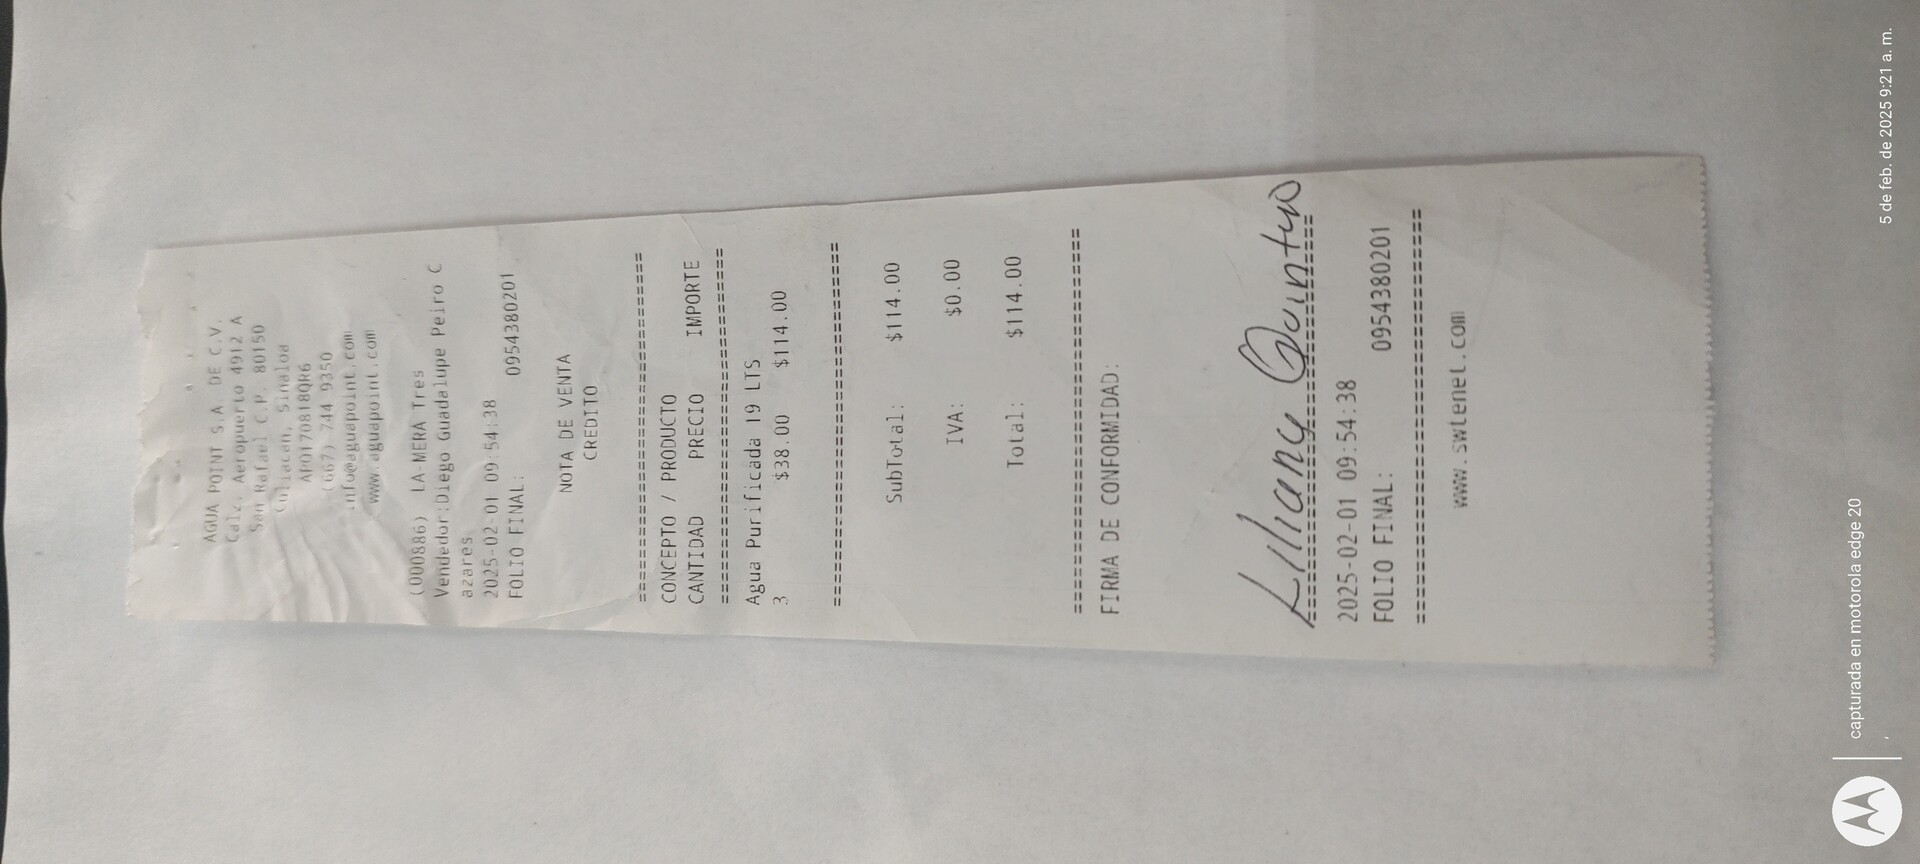 AGUA POINT S.A. DE C.V.
Calz. Aeropuerto 4912 A
San Rafael C.P. 80150
Culiacan, Sinaloa
APO170818QR6
(667) 744 9350
info@aguapoint.com
www.aguapoint.com
(000886) LA-MERA Tres
Vendedor:Diego Guadalupe Peiro C
azares
2025-02-01 09:54:38
FOLIO FINAL: 0954380201
NOTA DE VENTA
CREDITO
================================
CONCEPTO / PRODUCTO
CANTIDAD PRECIO IMPORTE
================================
Agua Purificada 19 LTS
3 $38.00 $114.00
================================
SubTotal: $114.00
IVA: $0.00
Total: $114.00
================================
FIRMA DE CONFORMIDAD:
Liliany Quintero
================================
2025-02-01 09:54:38
FOLIO FINAL: 0954380201
================================
www.swtenet.com
capturada en motorola edge 20
5 de feb. de 2025 9:21 a. m.